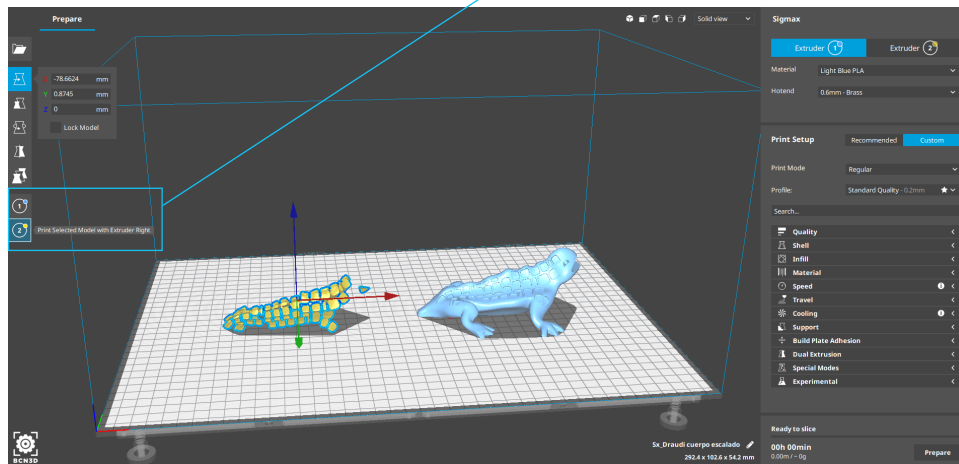 Prepare
Solid view
Sigmax
Extruder 1
Extruder 2
Material
Light Blue PLA
Hotend
0.6mm - Brass
X -78.6624 mm
Y 0.8745 mm
Z 0 mm
Lock Model
Print Setup
Recommended
Custom
Print Mode
Regular
Profile:
Standard Quality - 0.2mm
Search...
1
2
Print Selected Model with Extruder Right
Quality
Shell
Infill
Material
Speed
Travel
Cooling
Support
Build Plate Adhesion
Dual Extrusion
Special Modes
Experimental
Ready to slice
BCN3D
Sx_Draudi cuerpo escalado
292.4 x 102.6 x 54.2 mm
00h 00min
0.00m / ~ 0g
Prepare